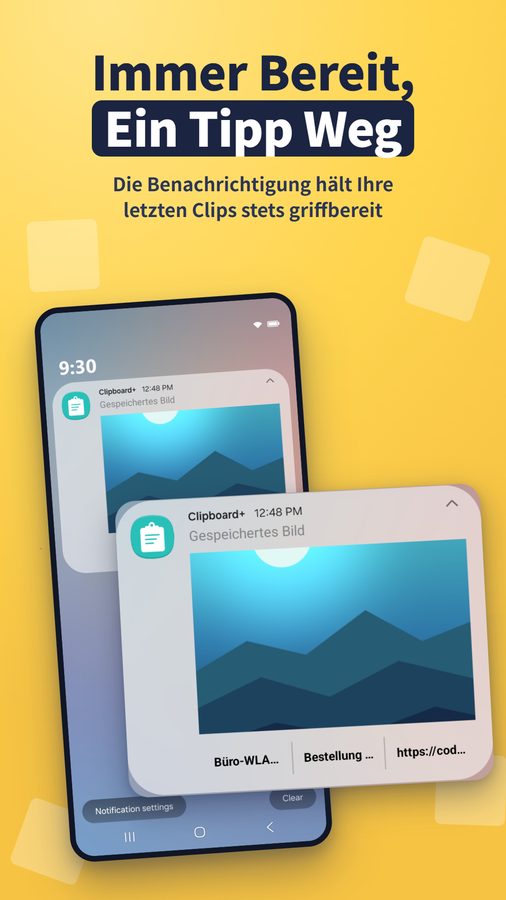 Immer Bereit,
Ein Tipp Weg
Die Benachrichtigung hält Ihre
letzten Clips stets griffbereit
9:30
Clipboard+ 12:48 PM
Gespeichertes Bild
Clipboard+ 12:48 PM
Gespeichertes Bild
Büro-WLA... Bestellung ... https://cod...
Notification settings Clear